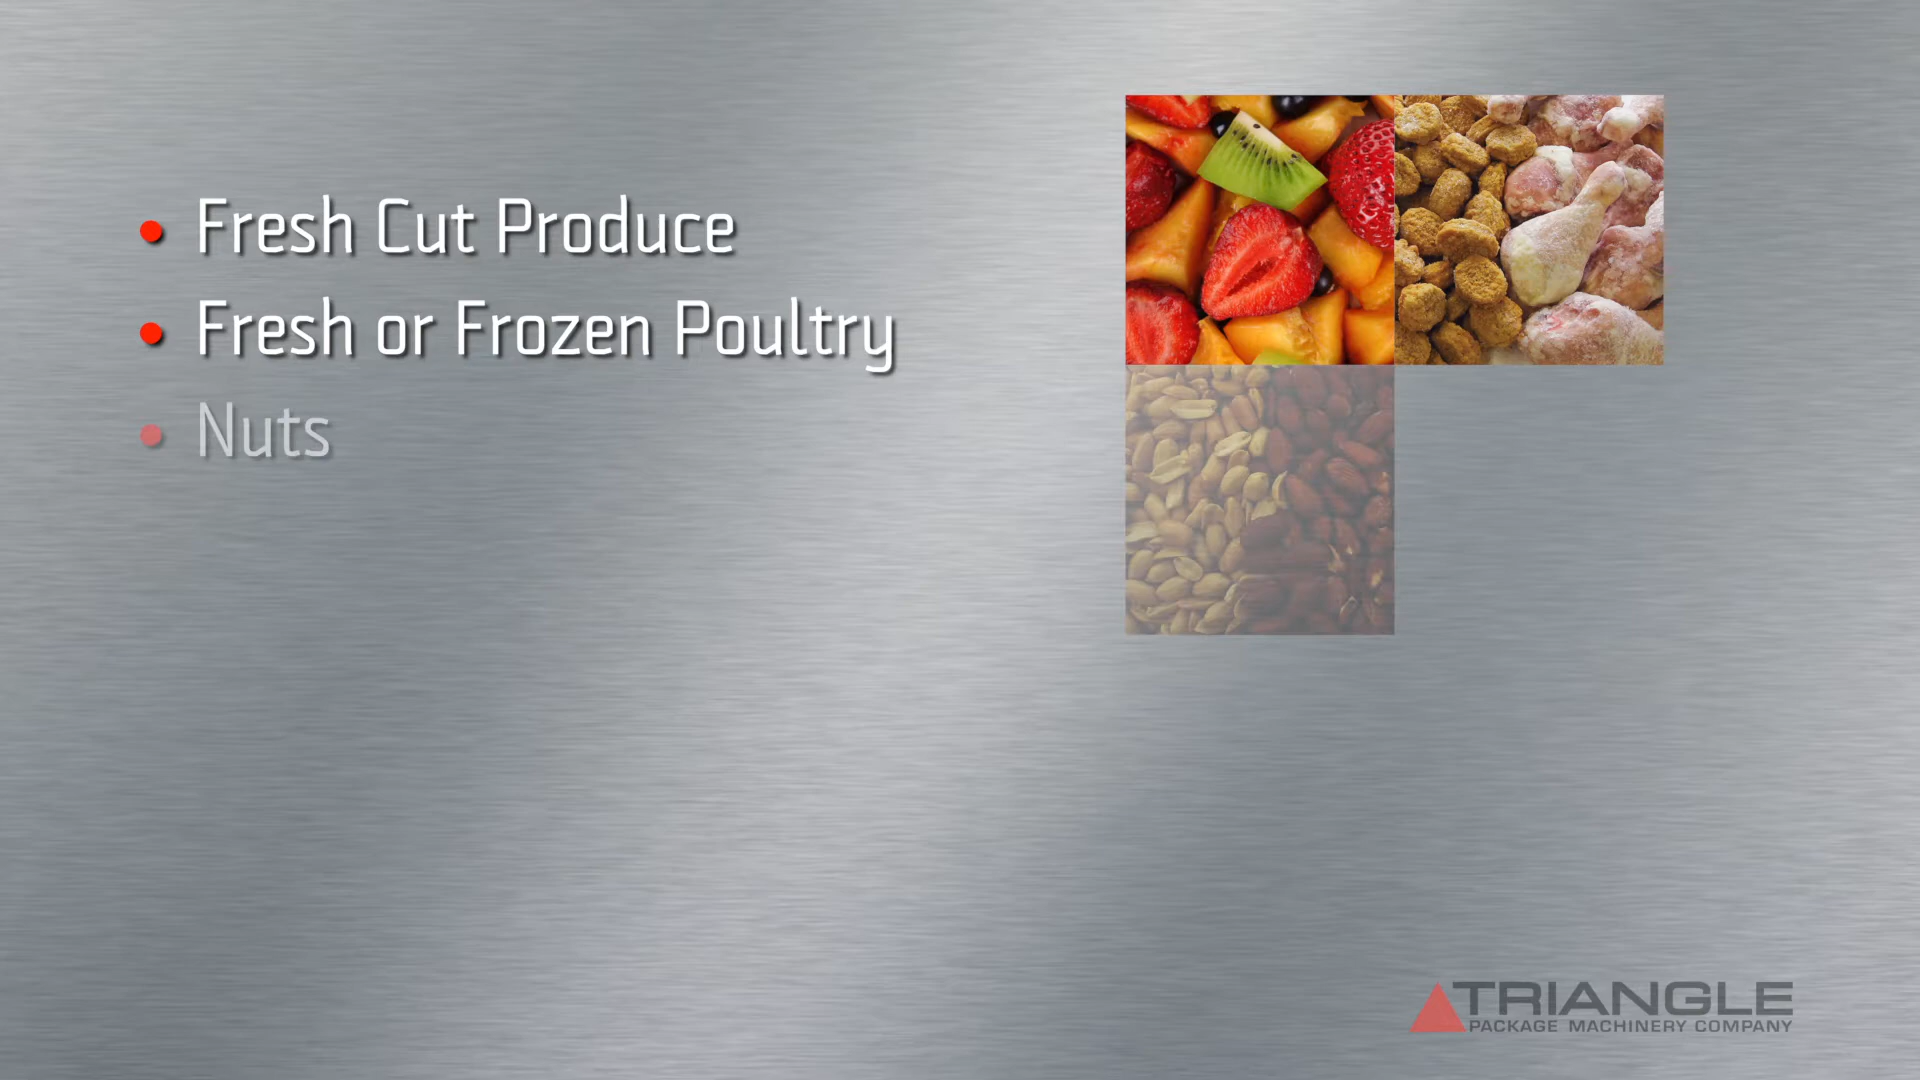 • Fresh Cut Produce
• Fresh or Frozen Poultry
• Nuts
TRIANGLE
PACKAGE MACHINERY COMPANY